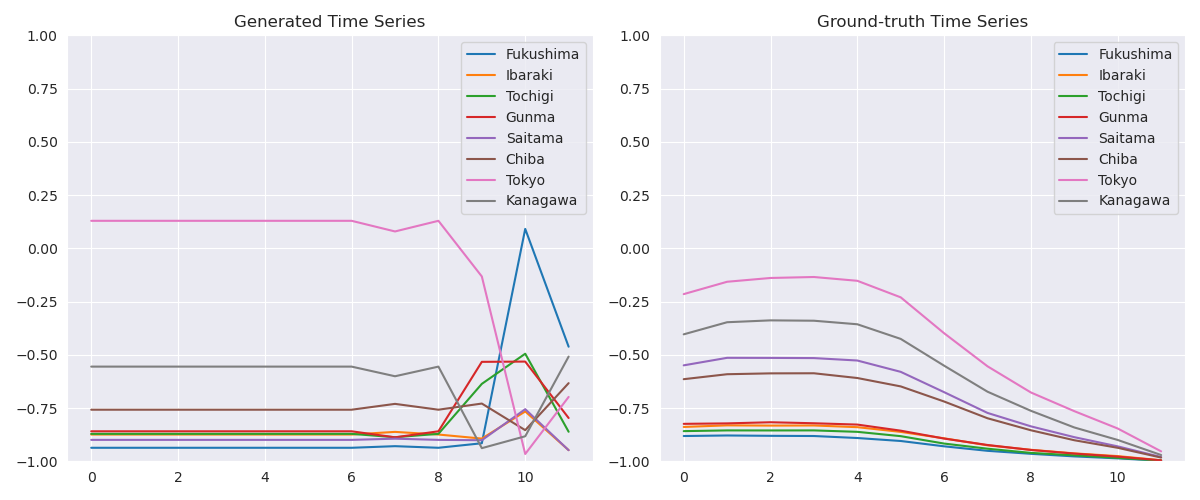 Generated Time Series
1.00
0.75
0.50
0.25
0.00
−0.25
−0.50
−0.75
−1.00
0 2 4 6 8 10
Fukushima
Ibaraki
Tochigi
Gunma
Saitama
Chiba
Tokyo
Kanagawa
Ground-truth Time Series
1.00
0.75
0.50
0.25
0.00
−0.25
−0.50
−0.75
−1.00
0 2 4 6 8 10
Fukushima
Ibaraki
Tochigi
Gunma
Saitama
Chiba
Tokyo
Kanagawa